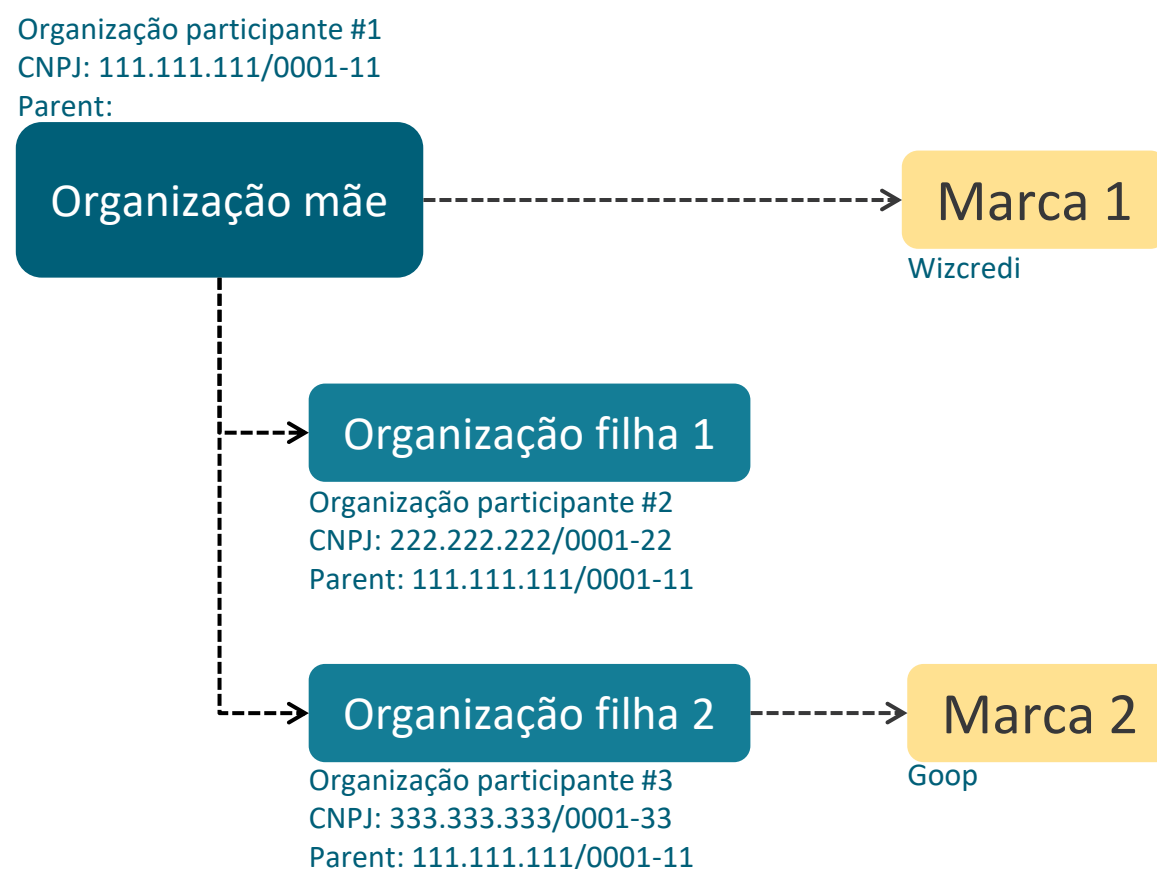 Organização participante #1
CNPJ: 111.111.111/0001-11
Parent:
Organização mãe
Marca 1
Wizcredi
Organização filha 1
Organização participante #2
CNPJ: 222.222.222/0001-22
Parent: 111.111.111/0001-11
Organização filha 2
Marca 2
Goop
Organização participante #3
CNPJ: 333.333.333/0001-33
Parent: 111.111.111/0001-11